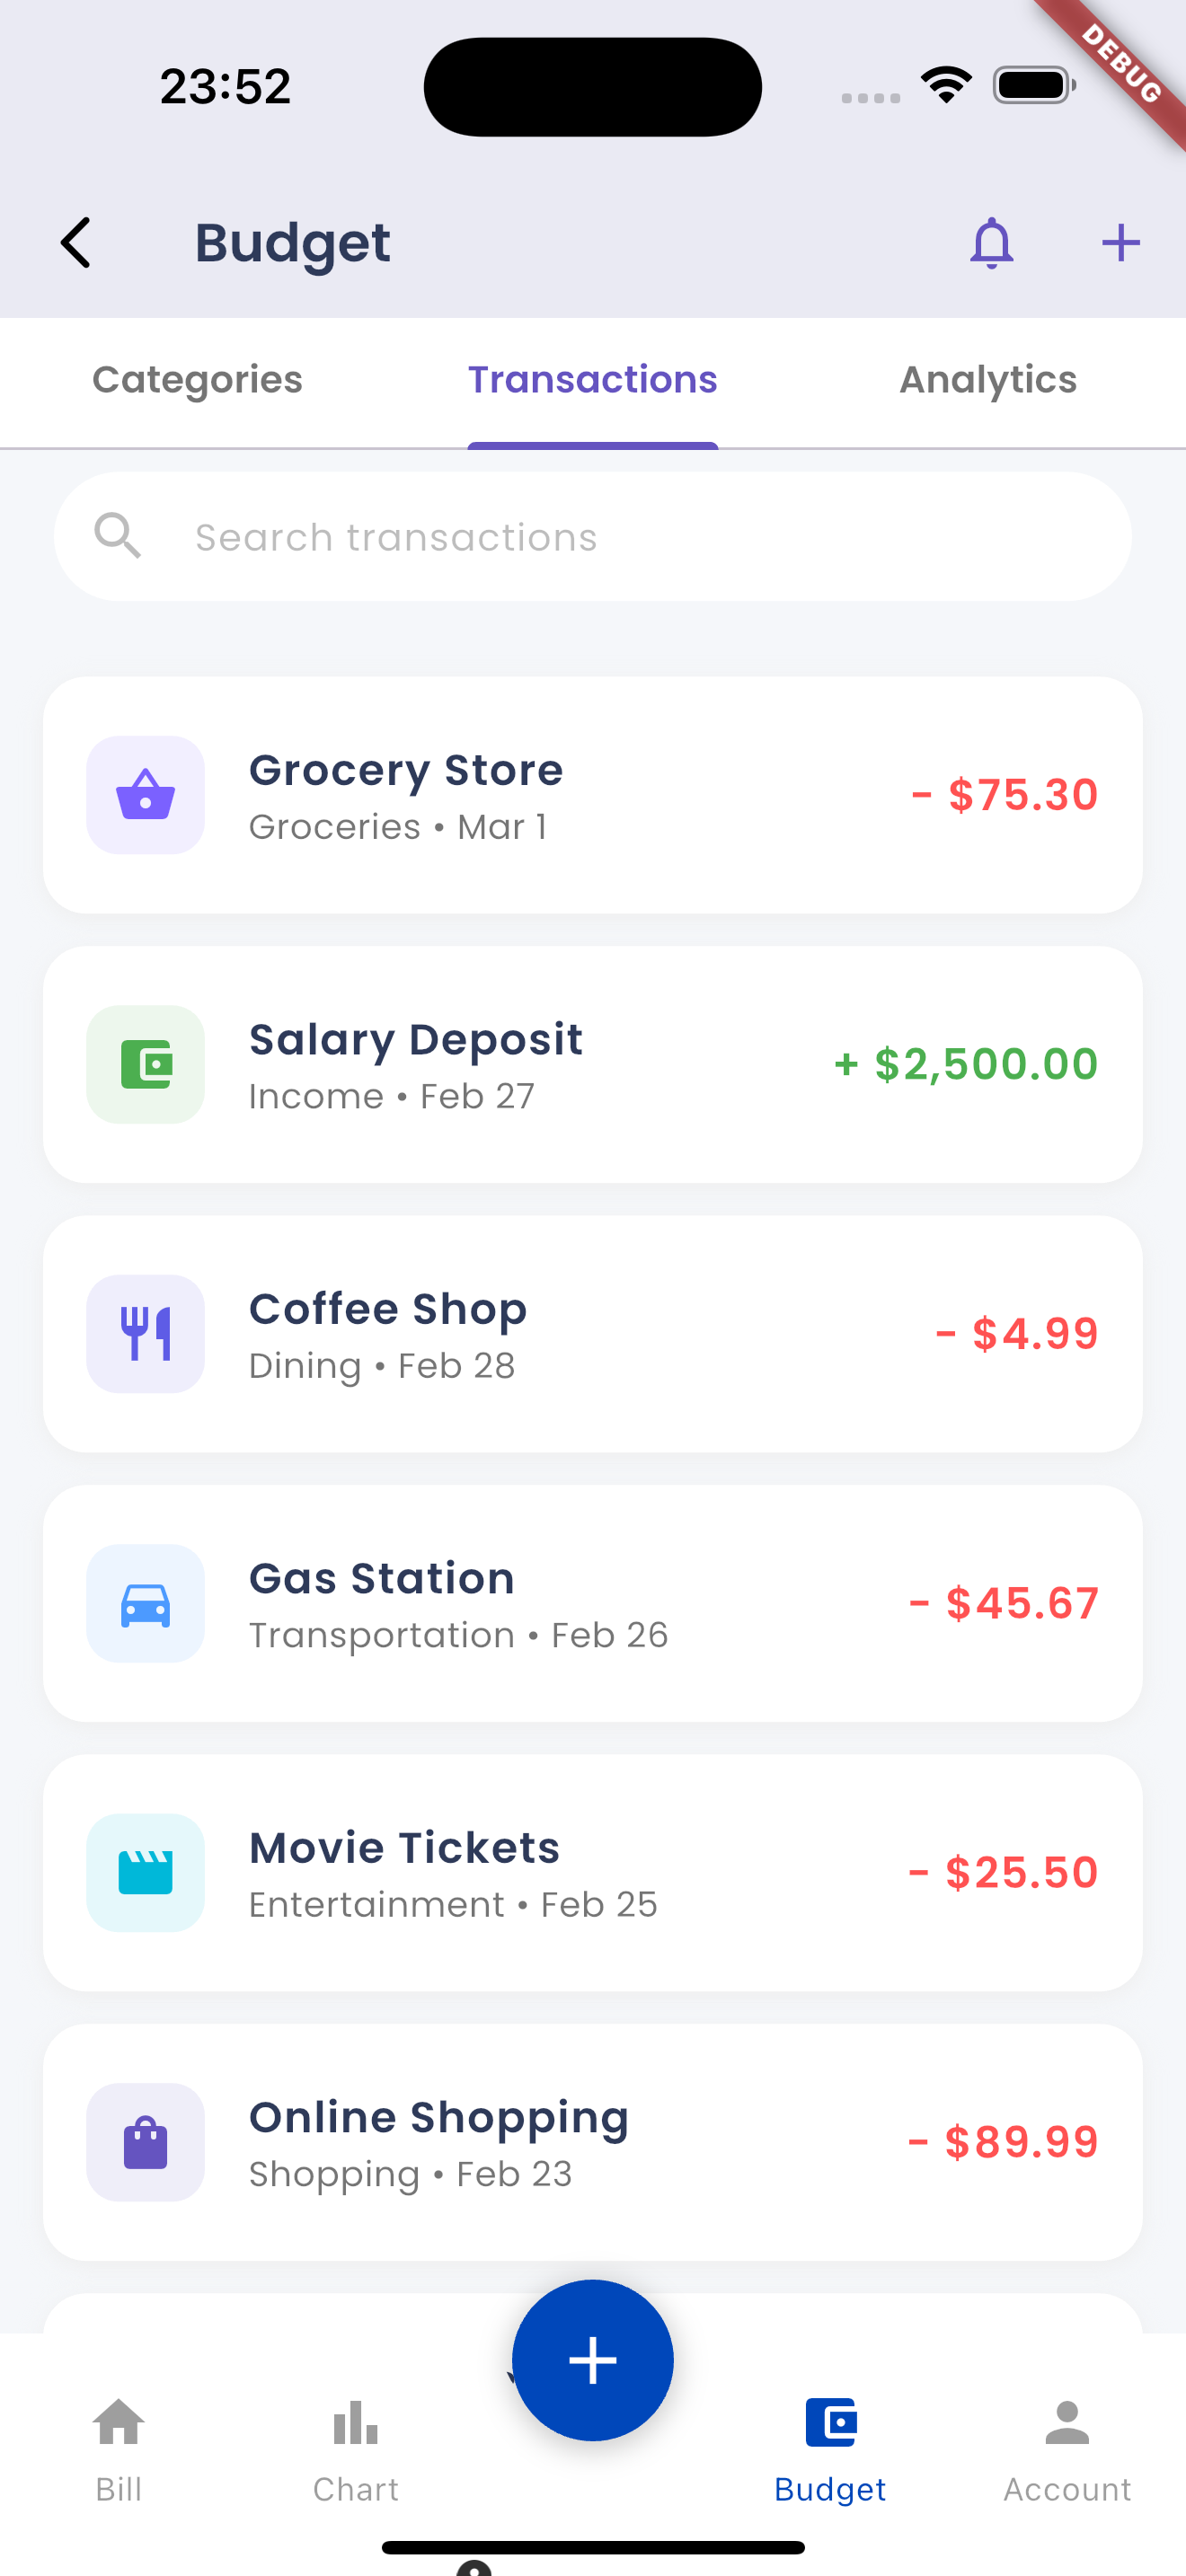 23:52
DEBUG
Budget
Categories
Transactions
Analytics
Search transactions
Grocery Store
Groceries • Mar 1
- $75.30
Salary Deposit
Income • Feb 27
+ $2,500.00
Coffee Shop
Dining • Feb 28
- $4.99
Gas Station
Transportation • Feb 26
- $45.67
Movie Tickets
Entertainment • Feb 25
- $25.50
Online Shopping
Shopping • Feb 23
- $89.99
Bill
Chart
Budget
Account